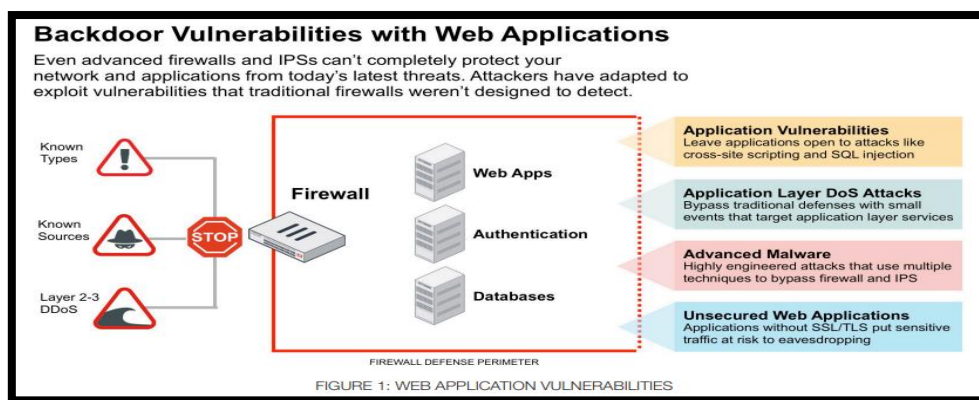 Backdoor Vulnerabilities with Web Applications
Even advanced firewalls and IPSs can't completely protect your
network and applications from today's latest threats. Attackers have adapted to
exploit vulnerabilities that traditional firewalls weren't designed to detect.
Known
Types
Known
Sources
Layer 2-3
DDoS
STOP
Firewall
Web Apps
Authentication
Databases
FIREWALL DEFENSE PERIMETER
Application Vulnerabilities
Leave applications open to attacks like
cross-site scripting and SQL injection
Application Layer DoS Attacks
Bypass traditional defenses with small
events that target application layer services
Advanced Malware
Highly engineered attacks that use multiple
techniques to bypass firewall and IPS
Unsecured Web Applications
Applications without SSL/TLS put sensitive
traffic at risk to eavesdropping
FIGURE 1: WEB APPLICATION VULNERABILITIES